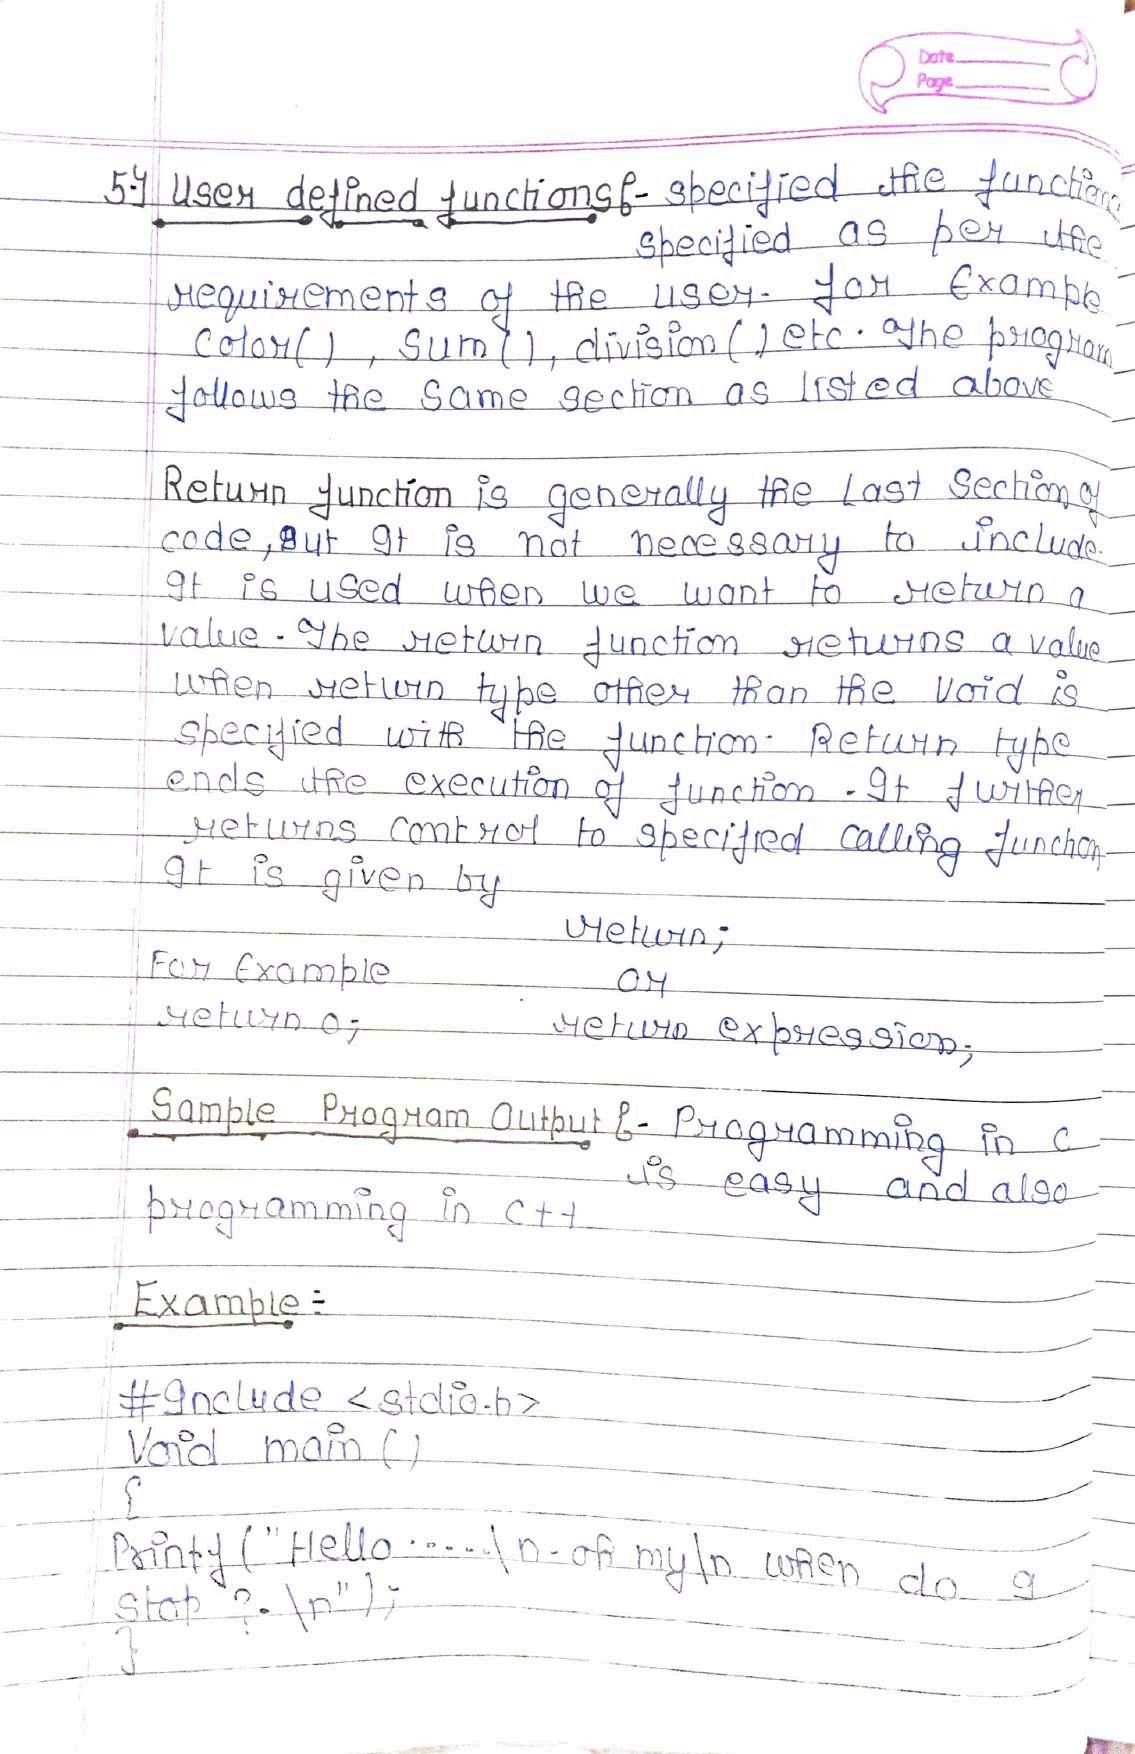 Date
Page
5-y User defined functions:- specified the functions
specified as per the
requirements of the user. for Example
Color(), Sum(), division() etc. The program
follows the same section as listed above
Return function is generally the Last Section of
code, But It is not necessary to include.
It is used when we want to return a
value. The return function returns a value
when return type other than the void is
specified with the function. Return type
ends the execution of function. It further
returns control to specified calling function
It is given by
return;
For Example
or
return 0;
return expression;
Sample Program Output :- Programming in C
is easy and also
programming in C++
Example :-
#Include <stdio.h>
Void main ()
{
Printf ("Hello .....\n. oh my\n when do I
Stop ?. \n");
}